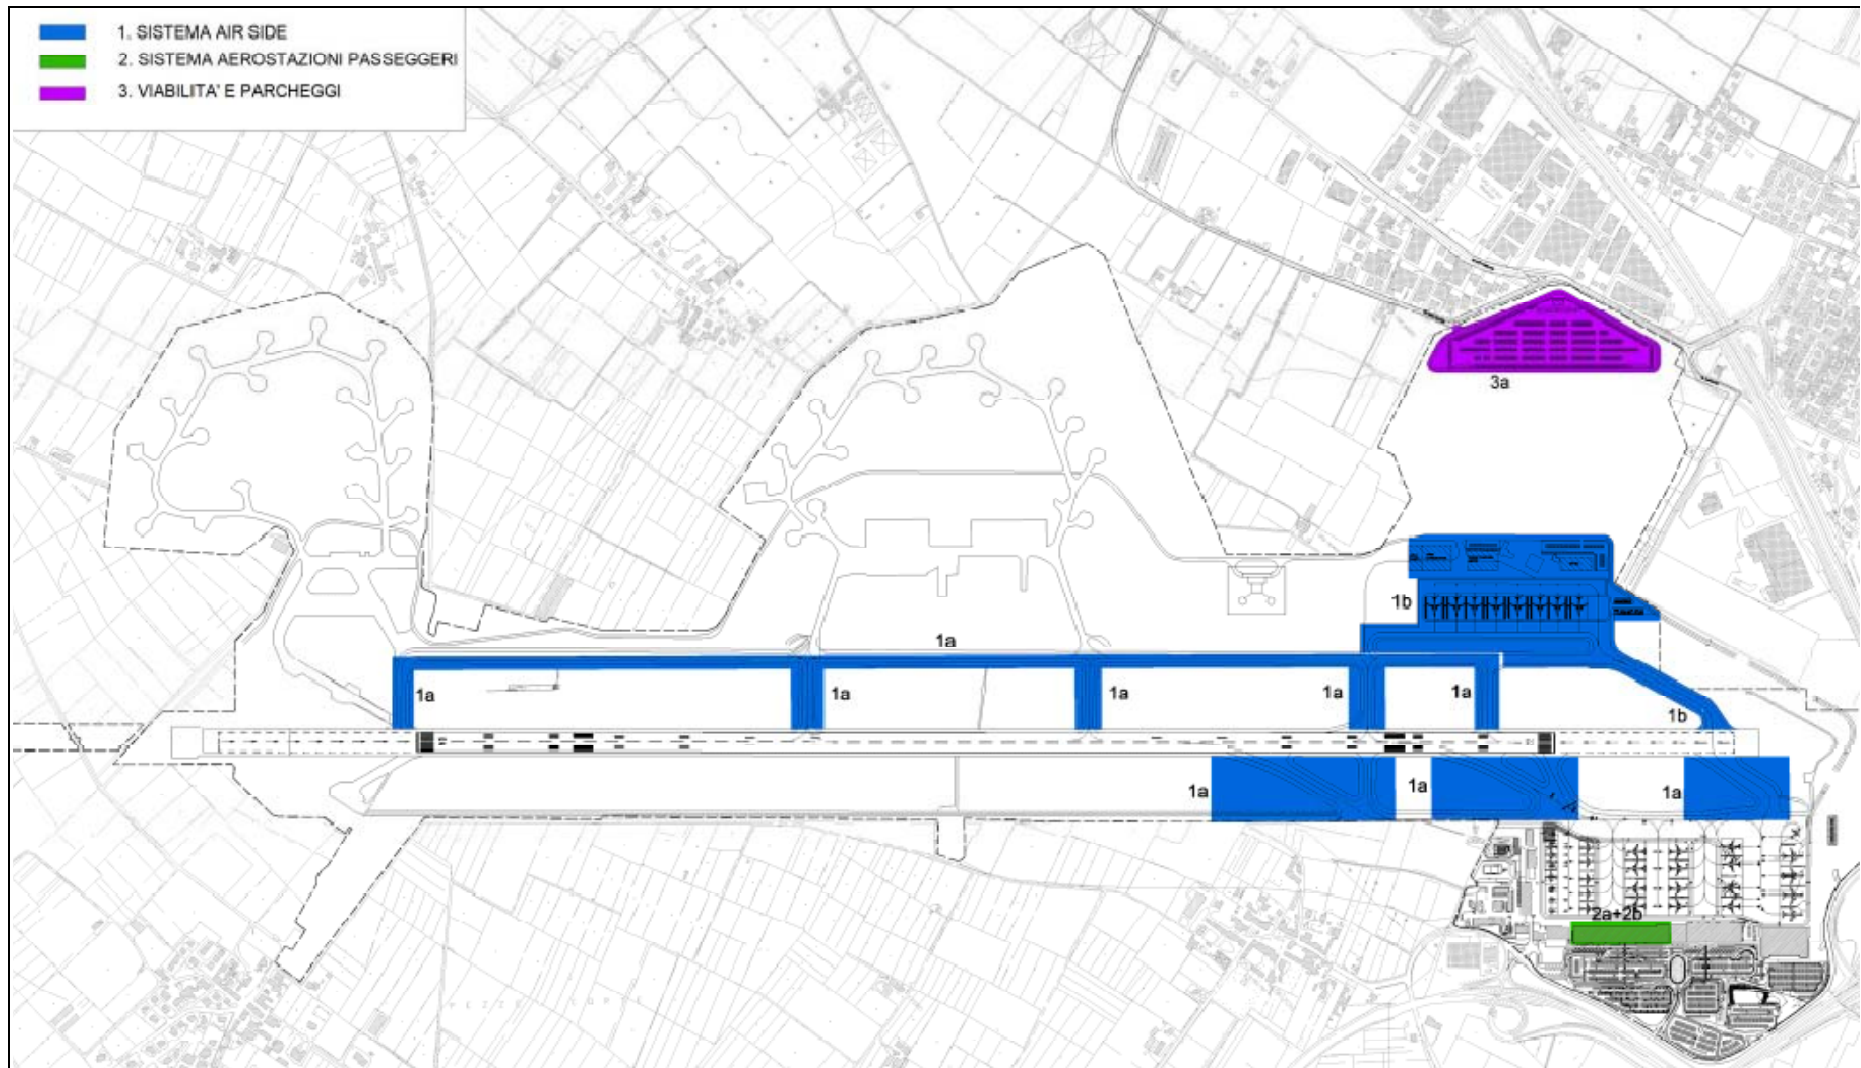 1. SISTEMA AIR SIDE
2. SISTEMA AEROSTAZIONI PASSEGGERI
3. VIABILITA' E PARCHEGGI
3a
1b
1a
1a
1a
1a
1a
1a
1b
1a
1a
1a
2a+2b